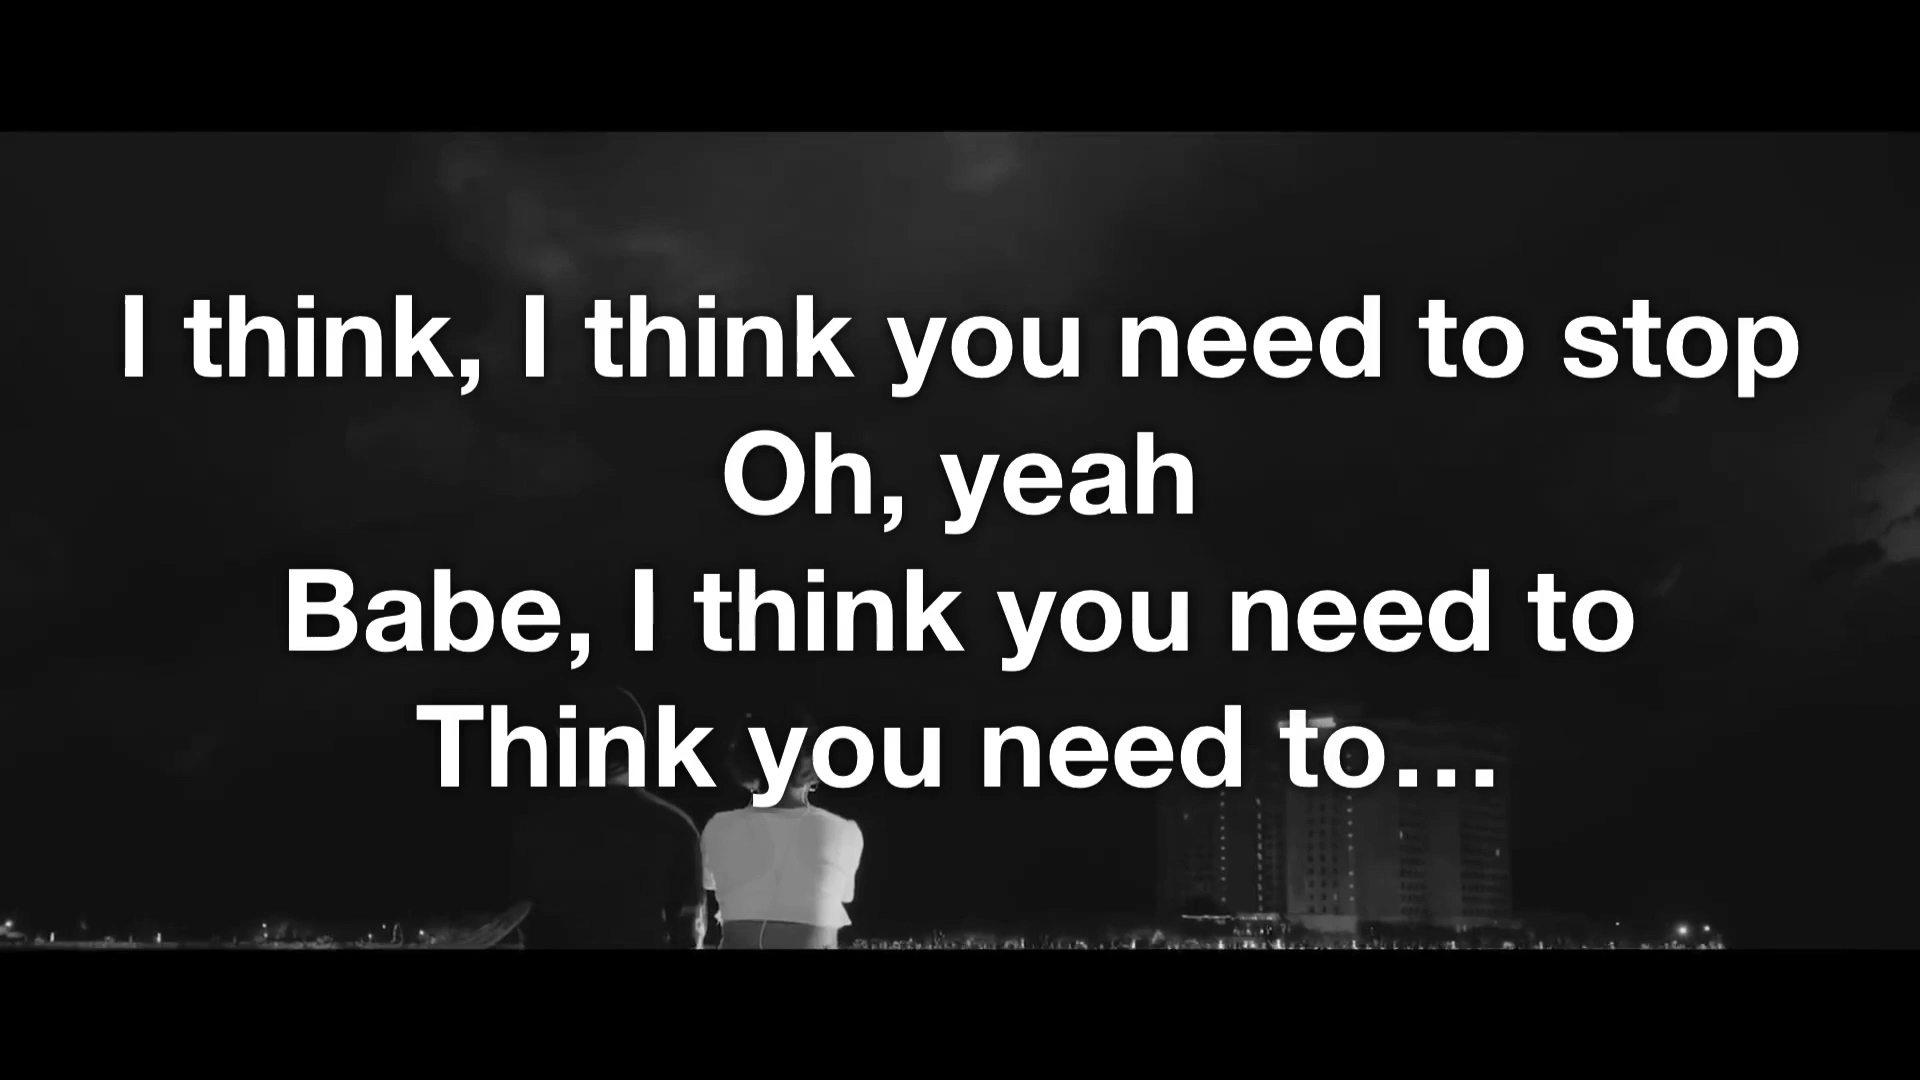 I think, I think you need to stop
Oh, yeah
Babe, I think you need to
Think you need to…